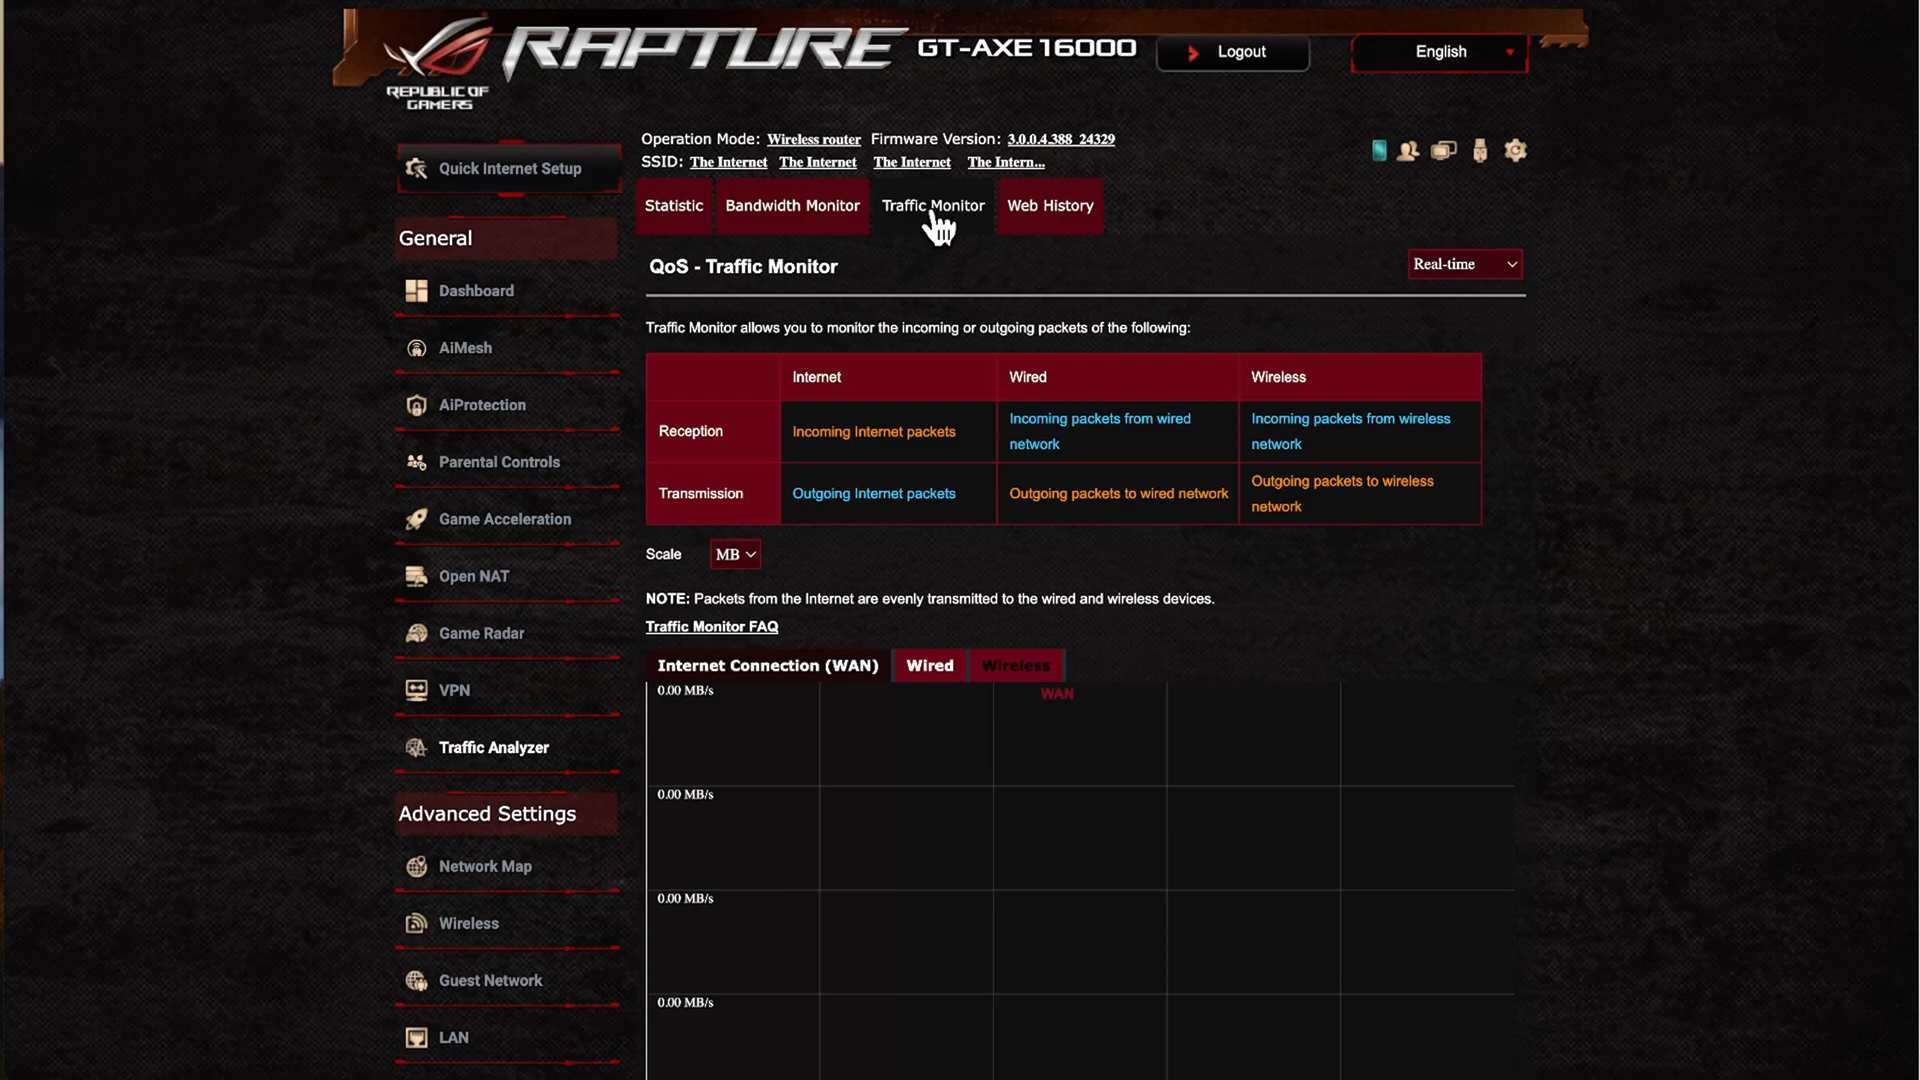 RAPTURE GT-AXE16000
REPUBLIC OF
GAMERS
Logout
English
Operation Mode: Wireless router Firmware Version: 3.0.0.4.388_24329
SSID: The Internet The Internet The Internet The Intern...
Quick Internet Setup
General
Dashboard
AiMesh
AiProtection
Parental Controls
Game Acceleration
Open NAT
Game Radar
VPN
Traffic Analyzer
Advanced Settings
Network Map
Wireless
Guest Network
LAN
Statistic Bandwidth Monitor Traffic Monitor Web History
QoS - Traffic Monitor
Real-time
Traffic Monitor allows you to monitor the incoming or outgoing packets of the following:
Internet Wired Wireless
Reception
Incoming Internet packets
Incoming packets from wired
network
Incoming packets from wireless
network
Transmission
Outgoing Internet packets
Outgoing packets to wired network
Outgoing packets to wireless
network
Scale MB
NOTE: Packets from the Internet are evenly transmitted to the wired and wireless devices.
Traffic Monitor FAQ
Internet Connection (WAN) Wired Wireless
0.00 MB/s
WAN
0.00 MB/s
0.00 MB/s
0.00 MB/s